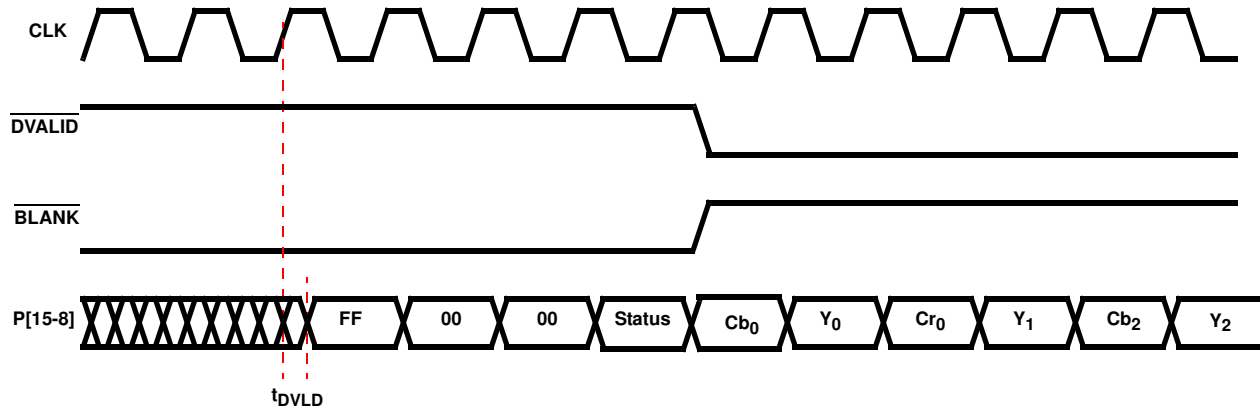 CLK
DVALID
BLANK
P[15-8] FF 00 00 Status Cb0 Y0 Cr0 Y1 Cb2 Y2
tDVLD